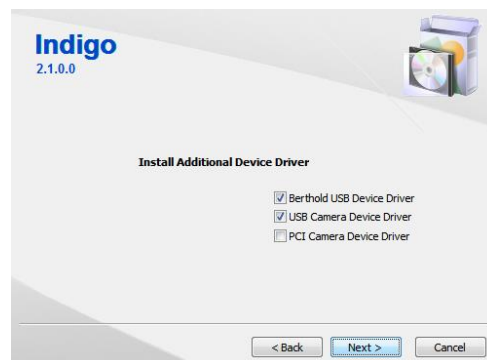 Indigo
2.1.0.0
Install Additional Device Driver
Berthold USB Device Driver
USB Camera Device Driver
PCI Camera Device Driver
< Back Next > Cancel